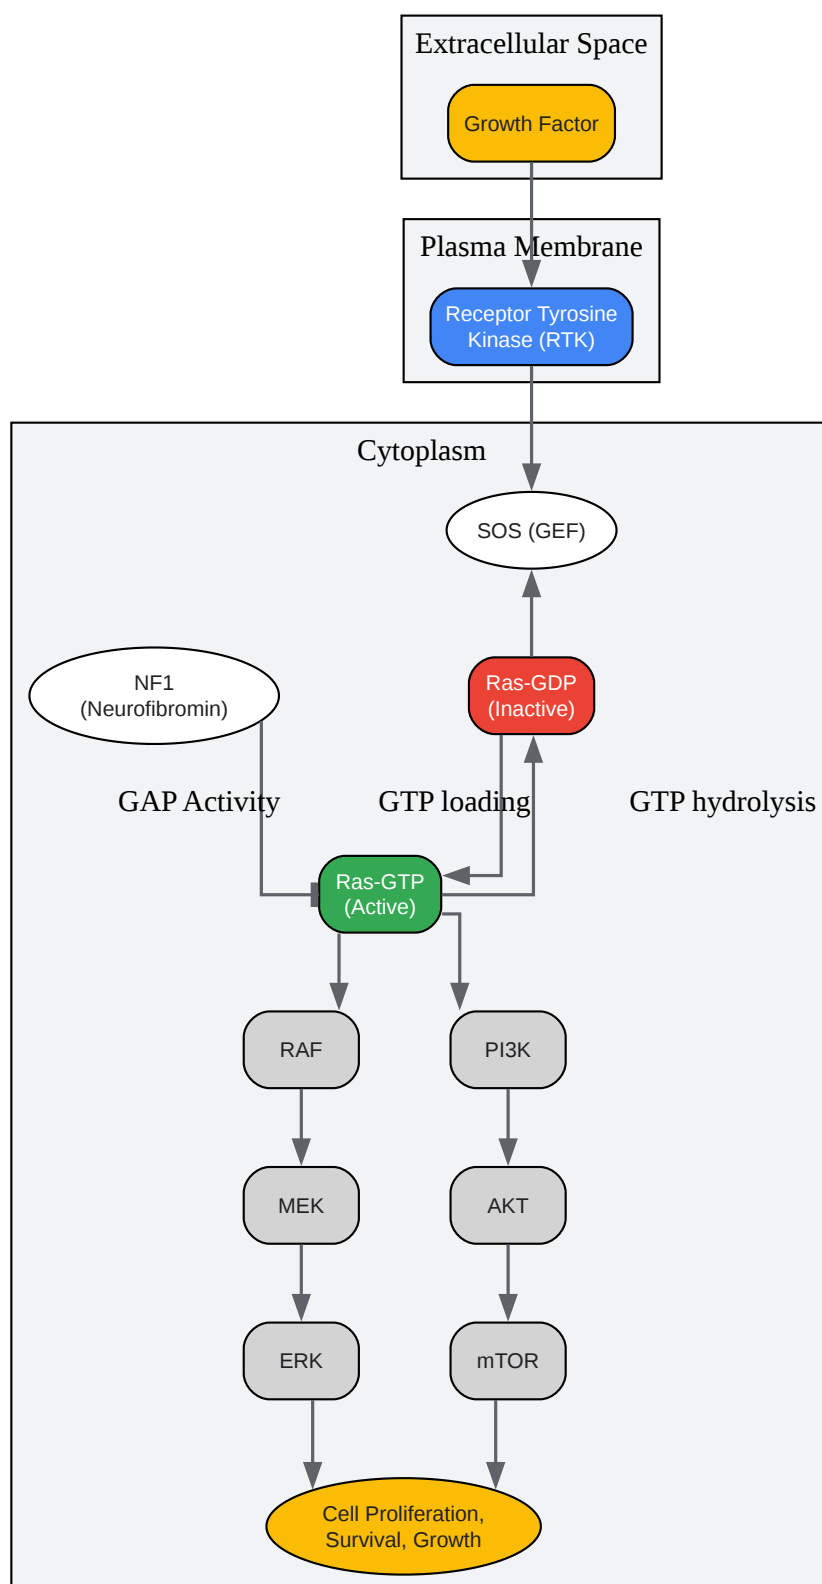 Extracellular Space
Growth Factor
Plasma Membrane
Receptor Tyrosine
Kinase (RTK)
Cytoplasm
SOS (GEF)
NF1
(Neurofibromin)
Ras-GDP
(Inactive)
GAP Activity
GTP loading
GTP hydrolysis
Ras-GTP
(Active)
RAF
PI3K
MEK
AKT
ERK
mTOR
Cell Proliferation,
Survival, Growth